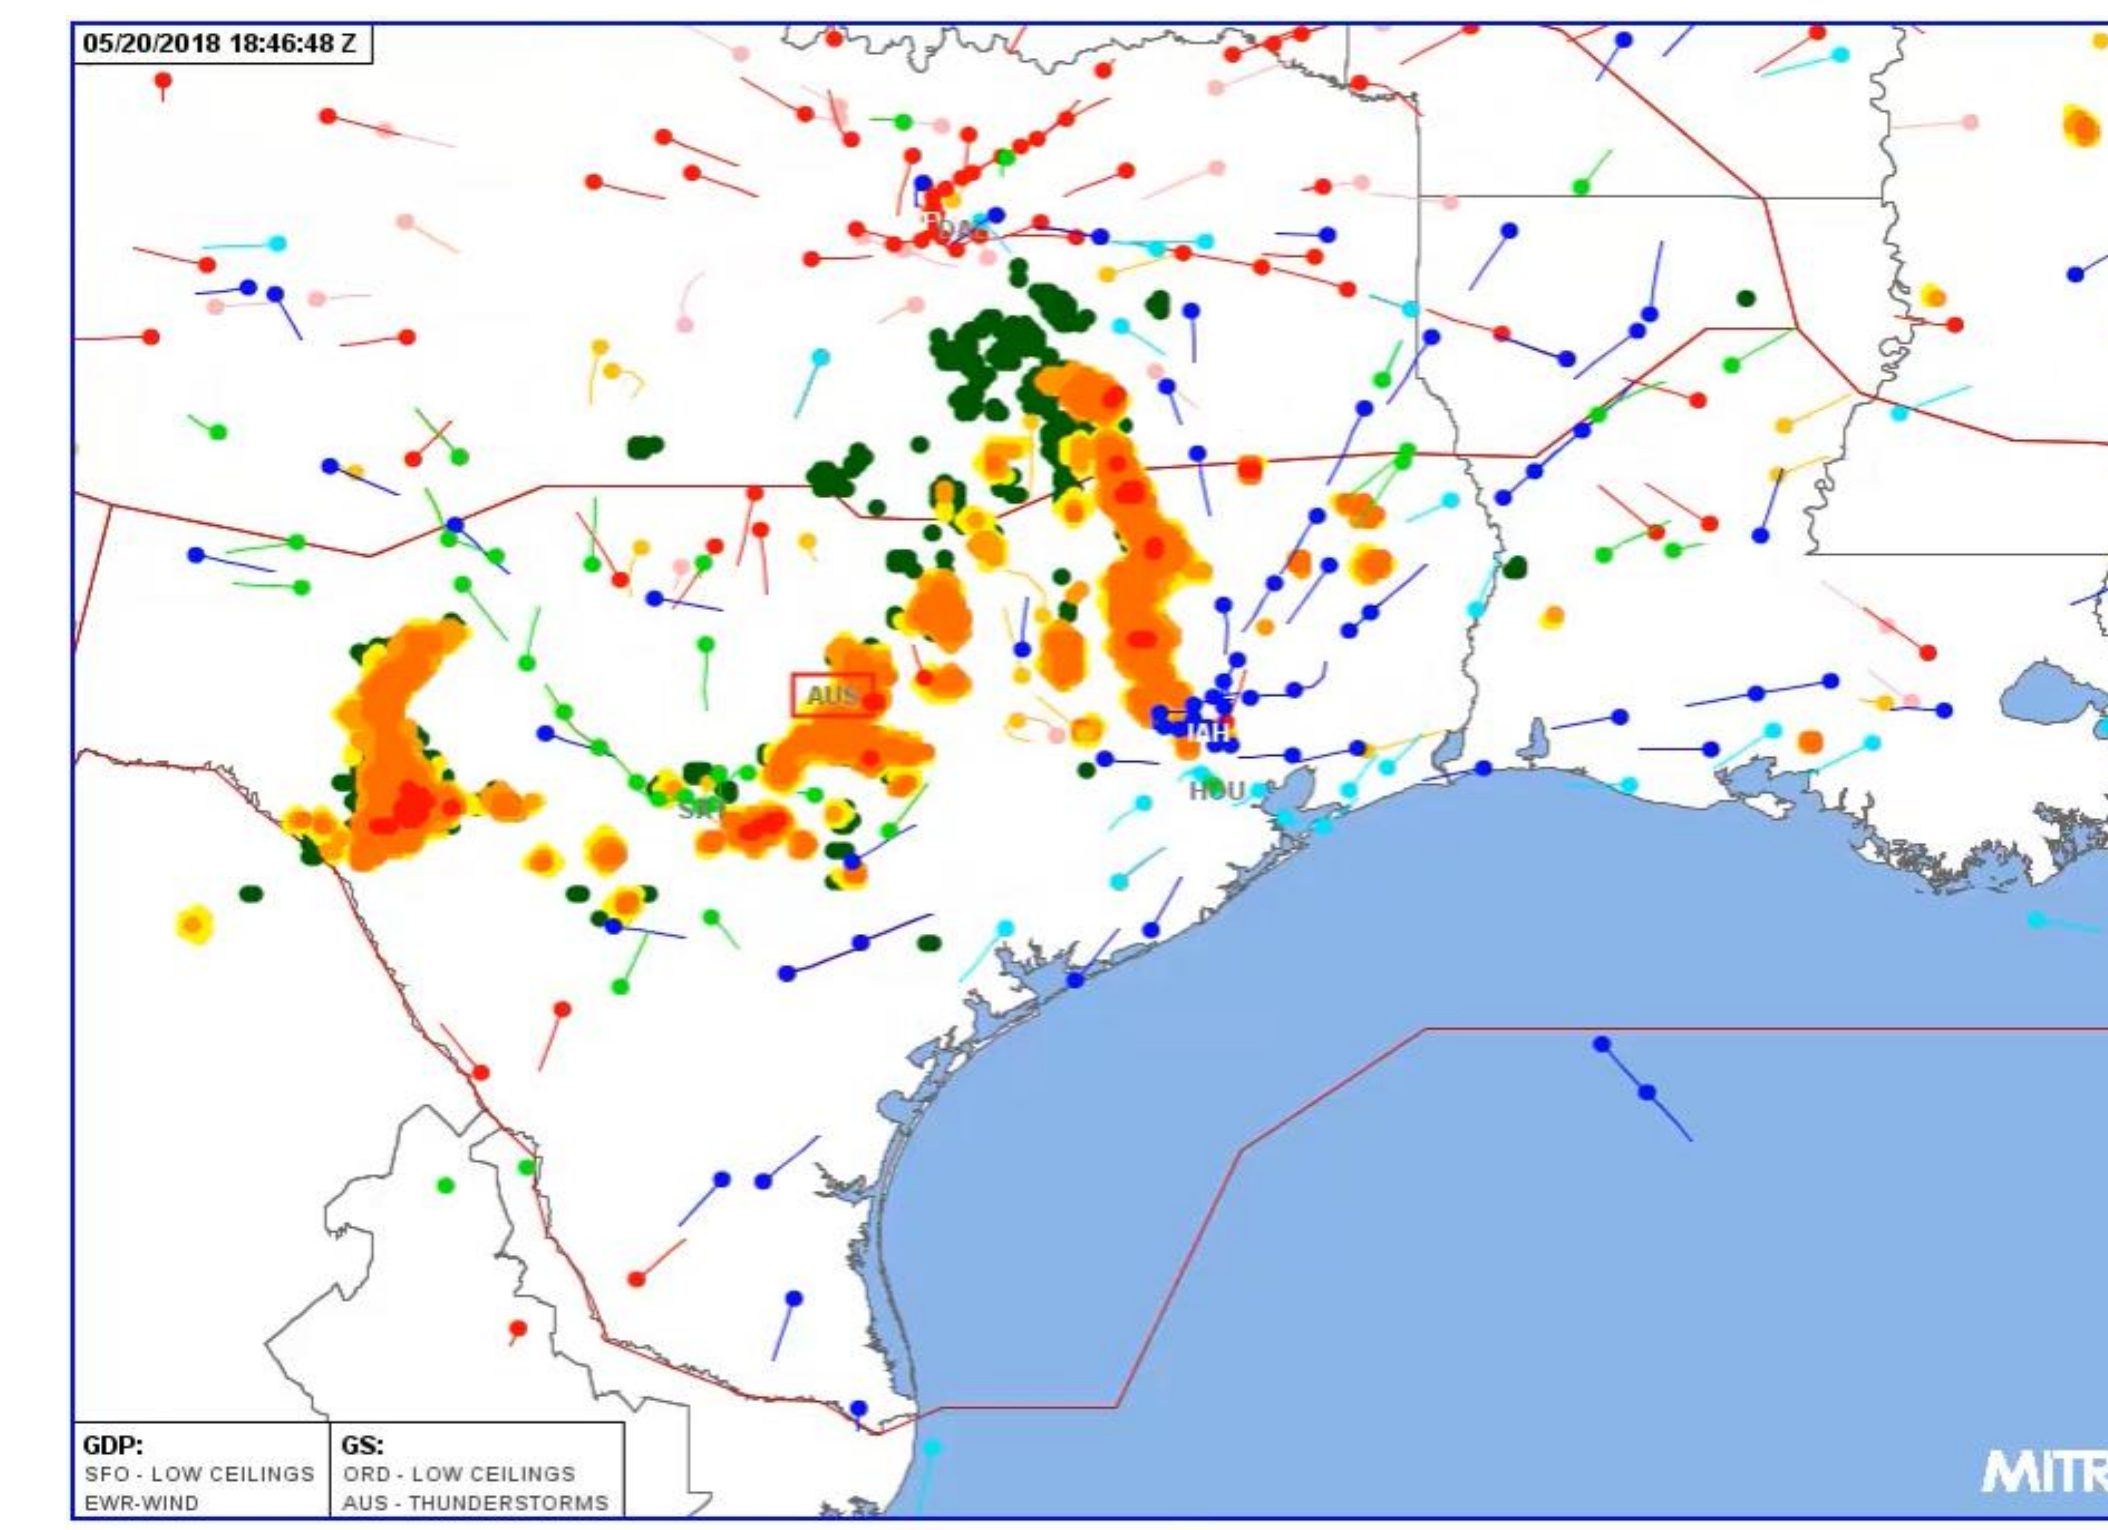 05/20/2018 18:46:48 Z
AUS
IAH
HOU
GDP:
SFO - LOW CEILINGS
EWR-WIND
GS:
ORD - LOW CEILINGS
AUS - THUNDERSTORMS
MITR